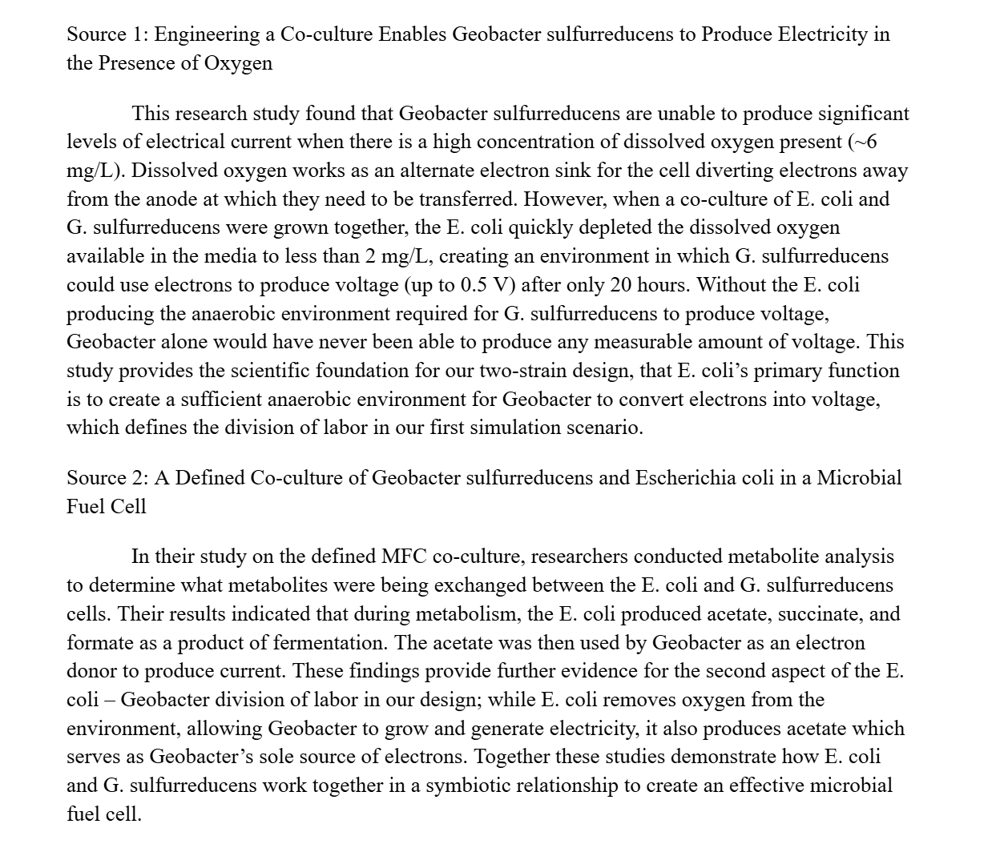 Source 1: Engineering a Co-culture Enables Geobacter sulfurreducens to Produce Electricity in
the Presence of Oxygen
This research study found that Geobacter sulfurreducens are unable to produce significant
levels of electrical current when there is a high concentration of dissolved oxygen present (~6
mg/L). Dissolved oxygen works as an alternate electron sink for the cell diverting electrons away
from the anode at which they need to be transferred. However, when a co-culture of E. coli and
G. sulfurreducens were grown together, the E. coli quickly depleted the dissolved oxygen
available in the media to less than 2 mg/L, creating an environment in which G. sulfurreducens
could use electrons to produce voltage (up to 0.5 V) after only 20 hours. Without the E. coli
producing the anaerobic environment required for G. sulfurreducens to produce voltage,
Geobacter alone would have never been able to produce any measurable amount of voltage. This
study provides the scientific foundation for our two-strain design, that E. coli’s primary function
is to create a sufficient anaerobic environment for Geobacter to convert electrons into voltage,
which defines the division of labor in our first simulation scenario.
Source 2: A Defined Co-culture of Geobacter sulfurreducens and Escherichia coli in a Microbial
Fuel Cell
In their study on the defined MFC co-culture, researchers conducted metabolite analysis
to determine what metabolites were being exchanged between the E. coli and G. sulfurreducens
cells. Their results indicated that during metabolism, the E. coli produced acetate, succinate, and
formate as a product of fermentation. The acetate was then used by Geobacter as an electron
donor to produce current. These findings provide further evidence for the second aspect of the E.
coli – Geobacter division of labor in our design; while E. coli removes oxygen from the
environment, allowing Geobacter to grow and generate electricity, it also produces acetate which
serves as Geobacter’s sole source of electrons. Together these studies demonstrate how E. coli
and G. sulfurreducens work together in a symbiotic relationship to create an effective microbial
fuel cell.